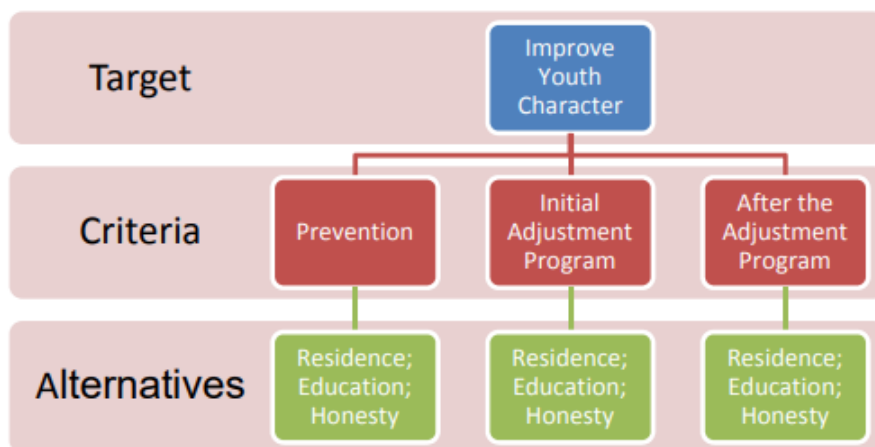 Target
Improve
Youth
Character
Criteria
Prevention
Initial
Adjustment
Program
After the
Adjustment
Program
Alternatives
Residence;
Education;
Honesty
Residence;
Education;
Honesty
Residence;
Education;
Honesty